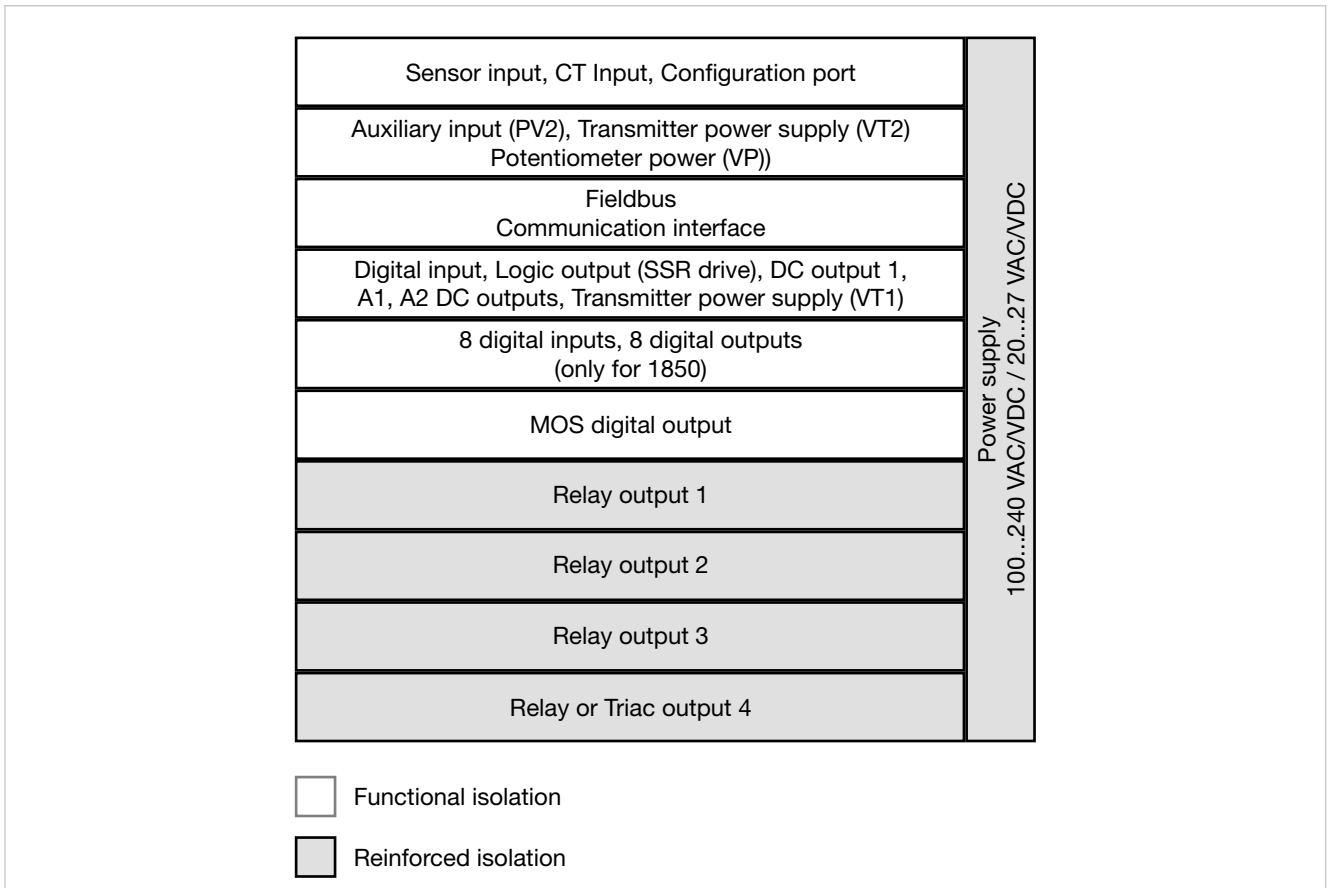 Sensor input, CT Input, Configuration port
Auxiliary input (PV2), Transmitter power supply (VT2)
Potentiometer power (VP))
Fieldbus
Communication interface
Digital input, Logic output (SSR drive), DC output 1,
A1, A2 DC outputs, Transmitter power supply (VT1)
8 digital inputs, 8 digital outputs
(only for 1850)
MOS digital output
Relay output 1
Relay output 2
Relay output 3
Relay or Triac output 4
Power supply
100...240 VAC/VDC / 20...27 VAC/VDC
Functional isolation
Reinforced isolation